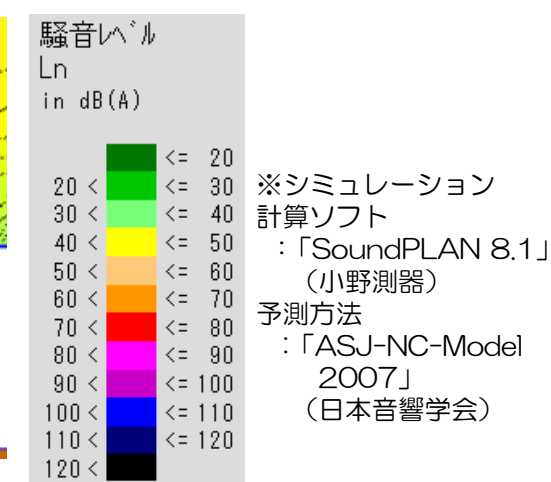 騒音レベル
Ln
in dB(A)
<= 20
20 < <= 30
30 < <= 40
40 < <= 50
50 < <= 60
60 < <= 70
70 < <= 80
80 < <= 90
90 < <= 100
100 < <= 110
110 < <= 120
120 <
※シミュレーション
計算ソフト
：「SoundPLAN 8.1」
（小野測器）
予測方法
：「ASJ-NC-Model
2007」
（日本音響学会）